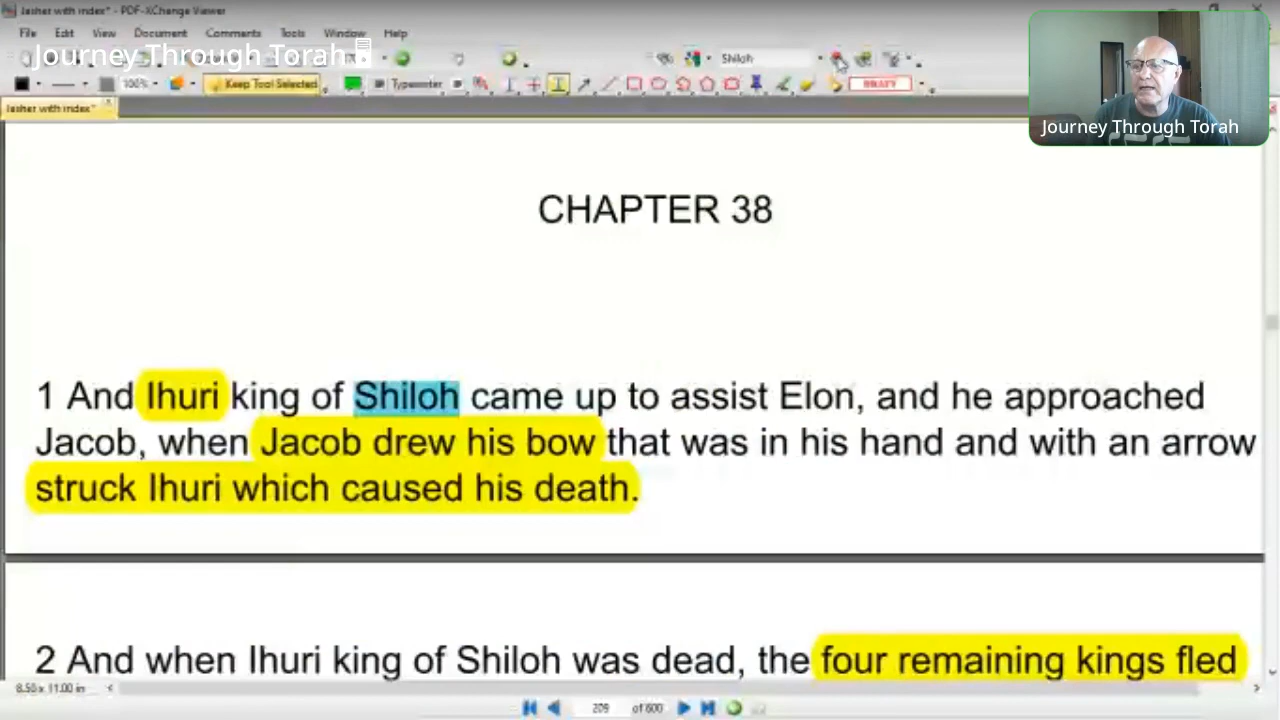 Jasher with index* - PDF-XChange Viewer
File Edit View Document Comments Tools Window Help
Journey Through Torah
Shiloh
100% Keep Tool Selected Typewriter DRAFT
Jasher with index*
Journey Through Torah
CHAPTER 38
1 And Ihuri king of Shiloh came up to assist Elon, and he approached
Jacob, when Jacob drew his bow that was in his hand and with an arrow
struck Ihuri which caused his death.
2 And when Ihuri king of Shiloh was dead, the four remaining kings fled
8.50 x 11.00 in
209 of 600